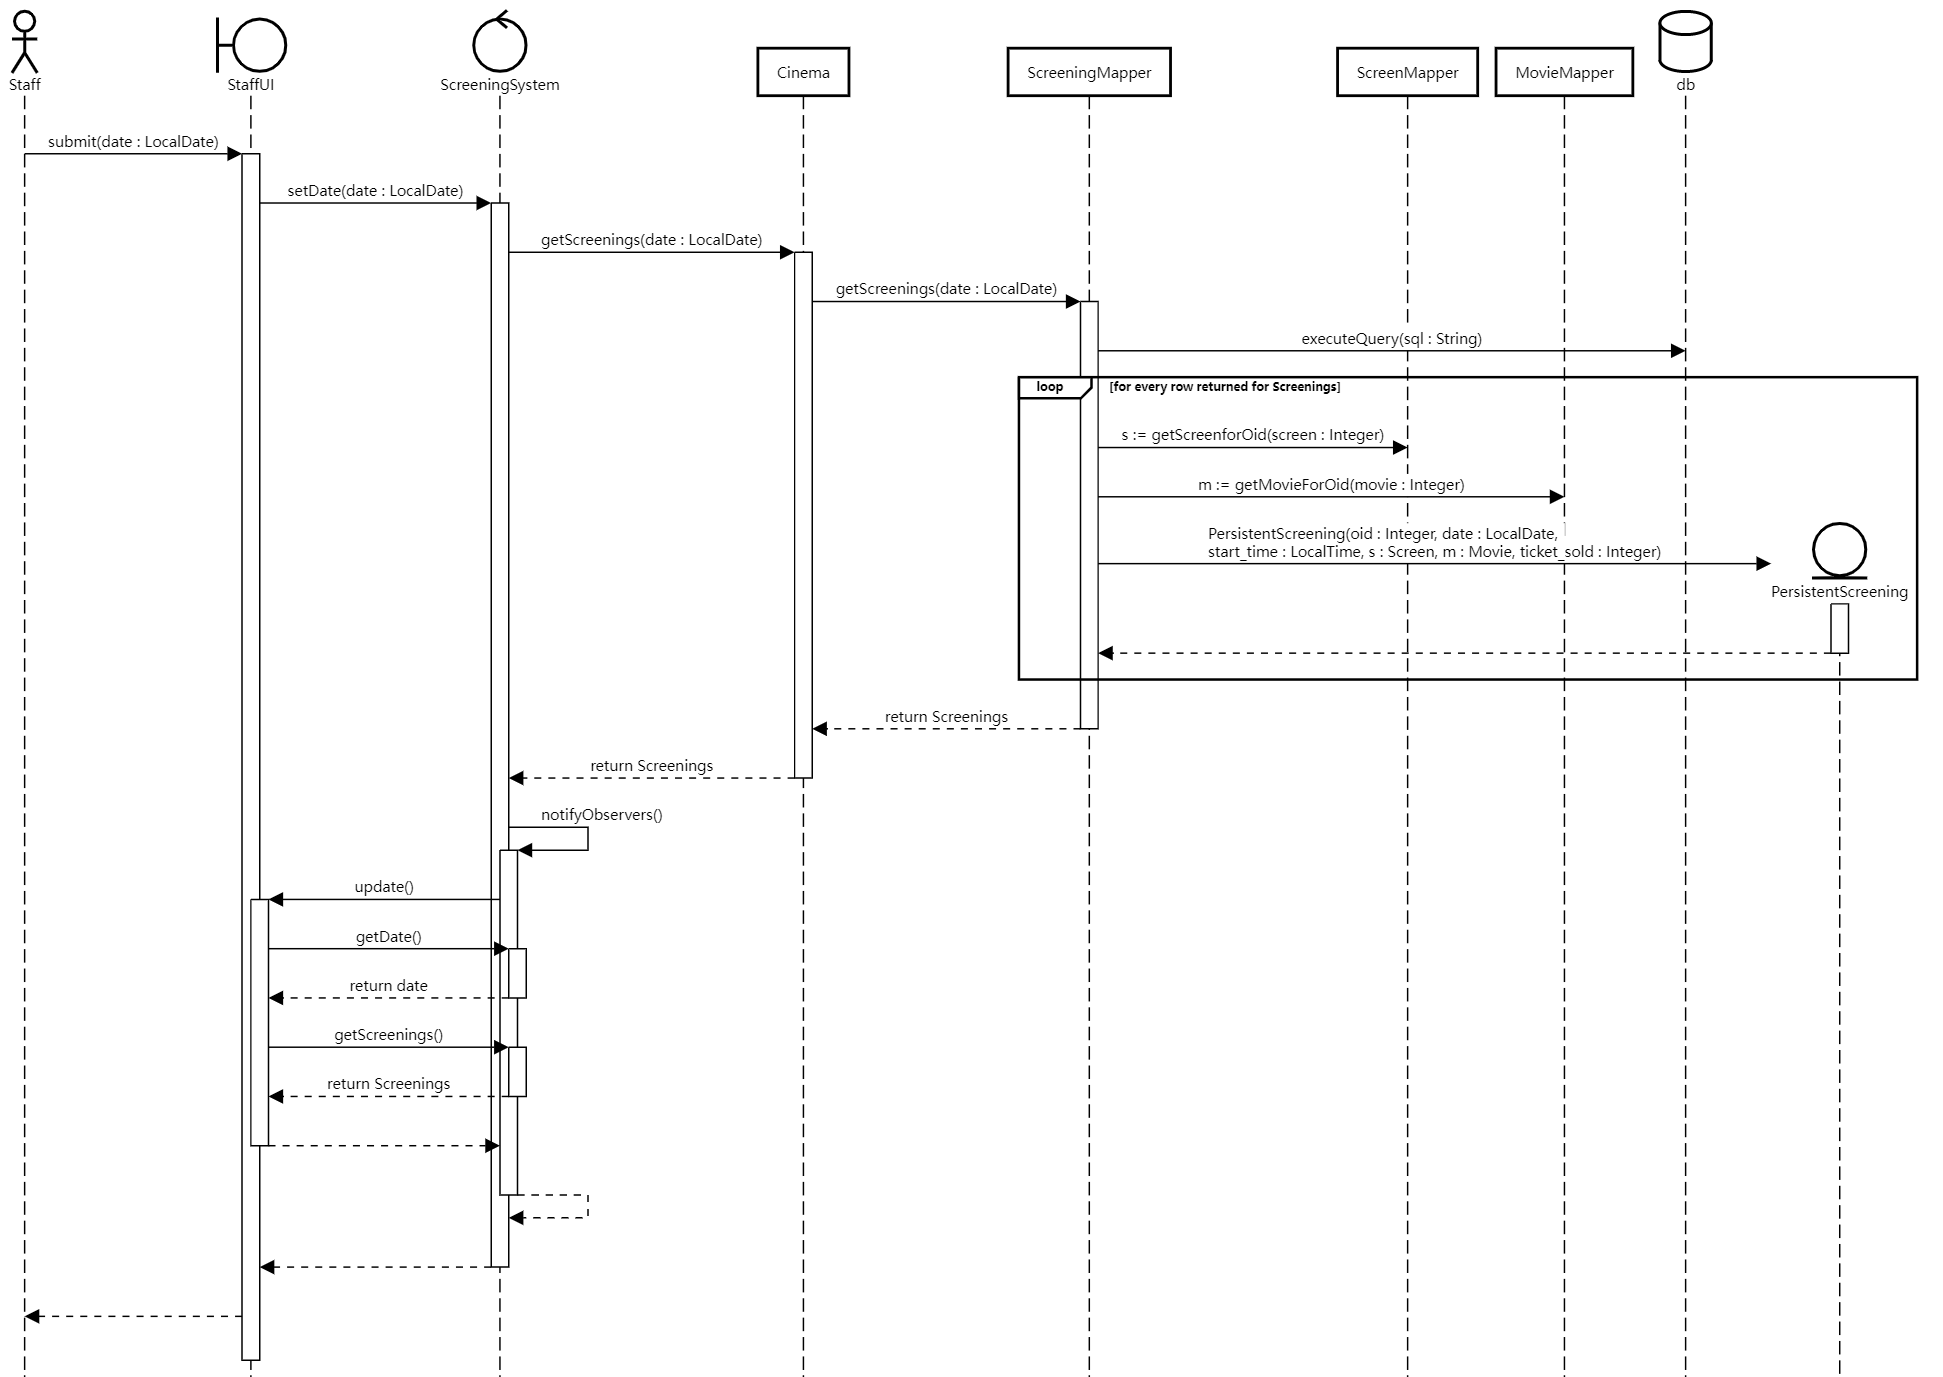 Staff
StaffUI
ScreeningSystem
Cinema
ScreeningMapper
ScreenMapper
MovieMapper
db
submit(date : LocalDate)
setDate(date : LocalDate)
getScreenings(date : LocalDate)
getScreenings(date : LocalDate)
executeQuery(sql : String)
loop
[for every row returned for Screenings]
s := getScreenforOid(screen : Integer)
m := getMovieForOid(movie : Integer)
PersistentScreening(oid : Integer, date : LocalDate,
start_time : LocalTime, s : Screen, m : Movie, ticket_sold : Integer)
PersistentScreening
return Screenings
return Screenings
notifyObservers()
update()
getDate()
return date
getScreenings()
return Screenings